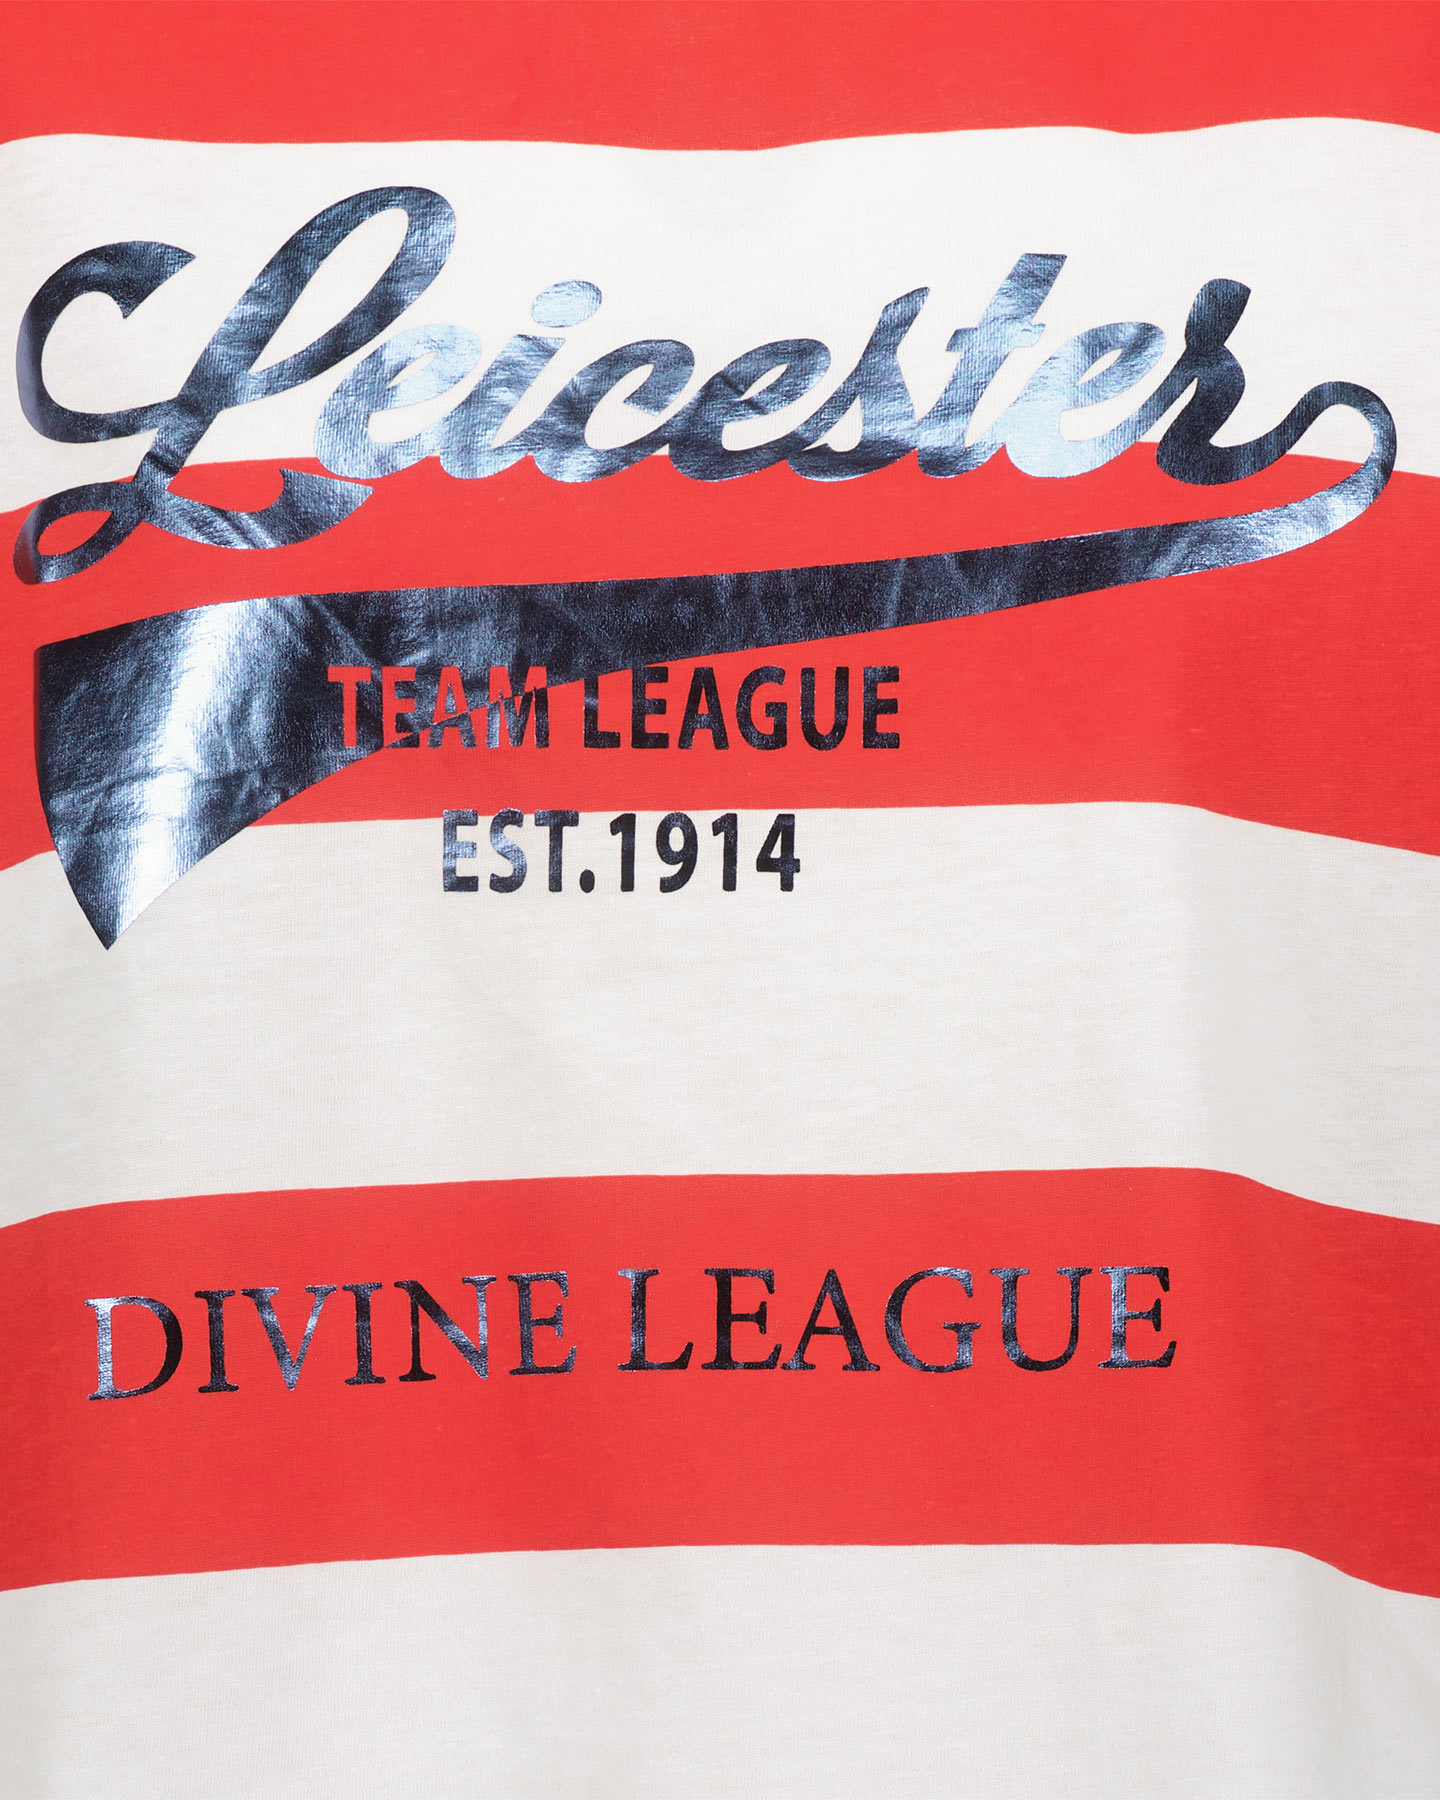 Leicester
TEAM LEAGUE
EST.1914
DIVINE LEAGUE